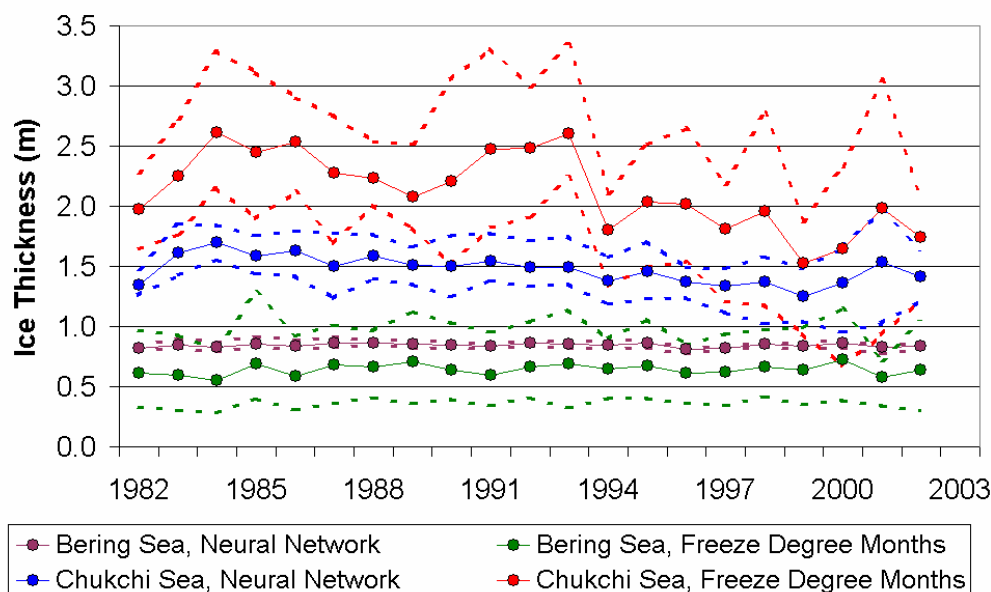 Ice Thickness (m)
3.5
3.0
2.5
2.0
1.5
1.0
0.5
0.0
1982 1985 1988 1991 1994 1997 2000 2003
Bering Sea, Neural Network Bering Sea, Freeze Degree Months
Chukchi Sea, Neural Network Chukchi Sea, Freeze Degree Months